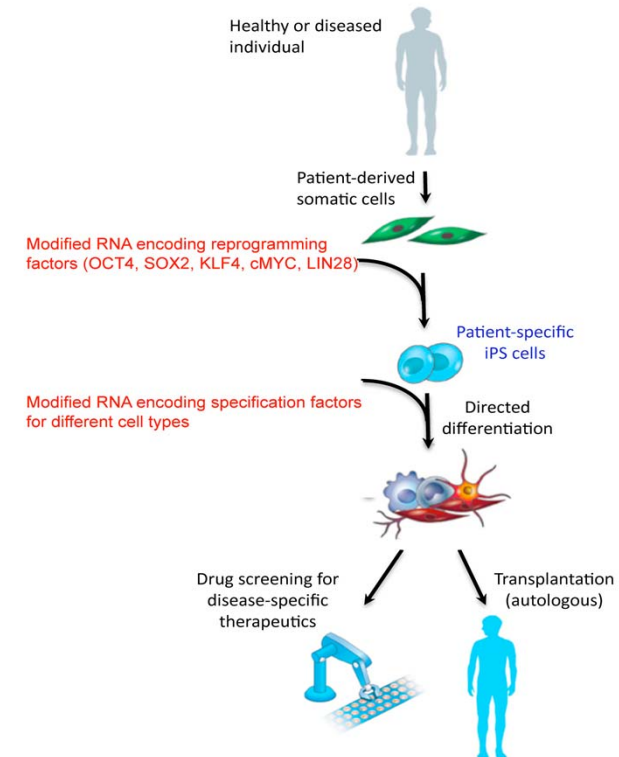 Healthy or diseased
individual
Patient-derived
somatic cells
Modified RNA encoding reprogramming
factors (OCT4, SOX2, KLF4, cMYC, LIN28)
Patient-specific
iPS cells
Modified RNA encoding specification factors
for different cell types
Directed
differentiation
Drug screening for
disease-specific
therapeutics
Transplantation
(autologous)